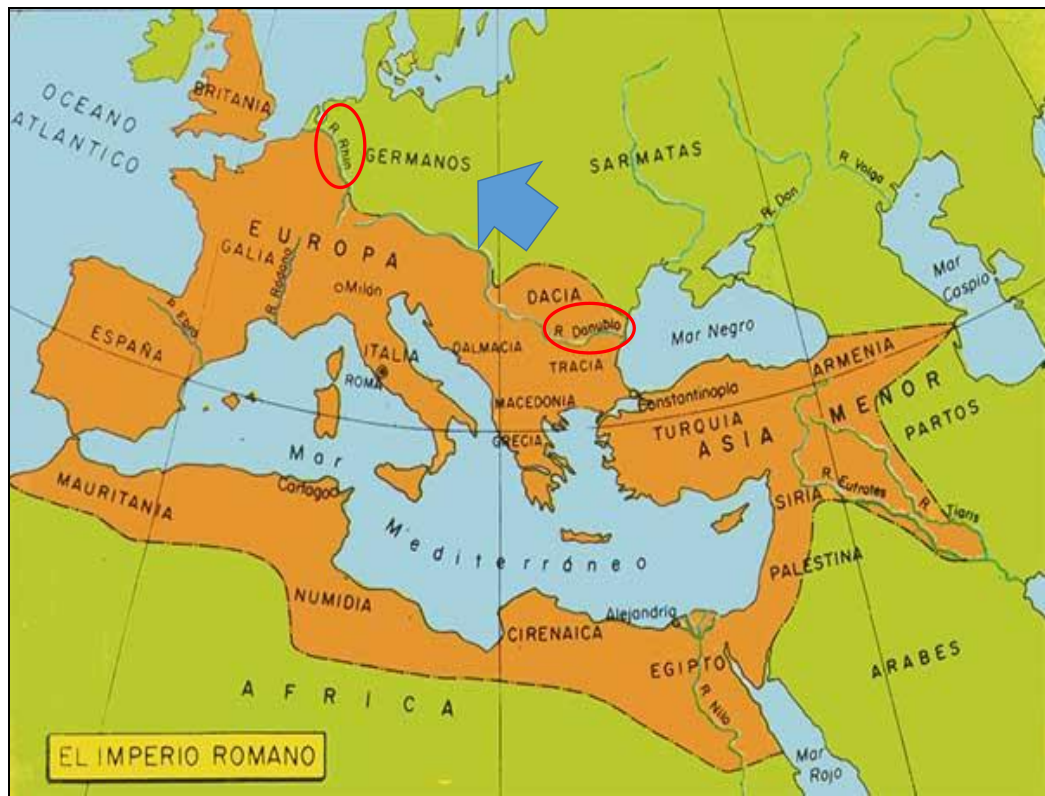 OCEANO
ATLANTICO
BRITANIA
R. Rhin
GERMANOS
SARMATAS
R. Volga
R. Don
EUROPA
GALIA
R. Rodano
Milán
DACIA
Mar
Caspio
R. Danubio
Mar Negro
R. Ebro
ESPAÑA
ITALIA
ROMA
DALMACIA
TRACIA
ARMENIA
MACEDONIA
Constantinopla
TURQUIA
ASIA
MENOR
PARTOS
GRECIA
Mar
Mediterráneo
Cartago
MAURITANIA
SIRIA
R. Eufrates
R. Tigris
PALESTINA
NUMIDIA
Alejandría
CIRENAICA
EGIPTO
R. Nilo
ARABES
AFRICA
Mar
Rojo
EL IMPERIO ROMANO